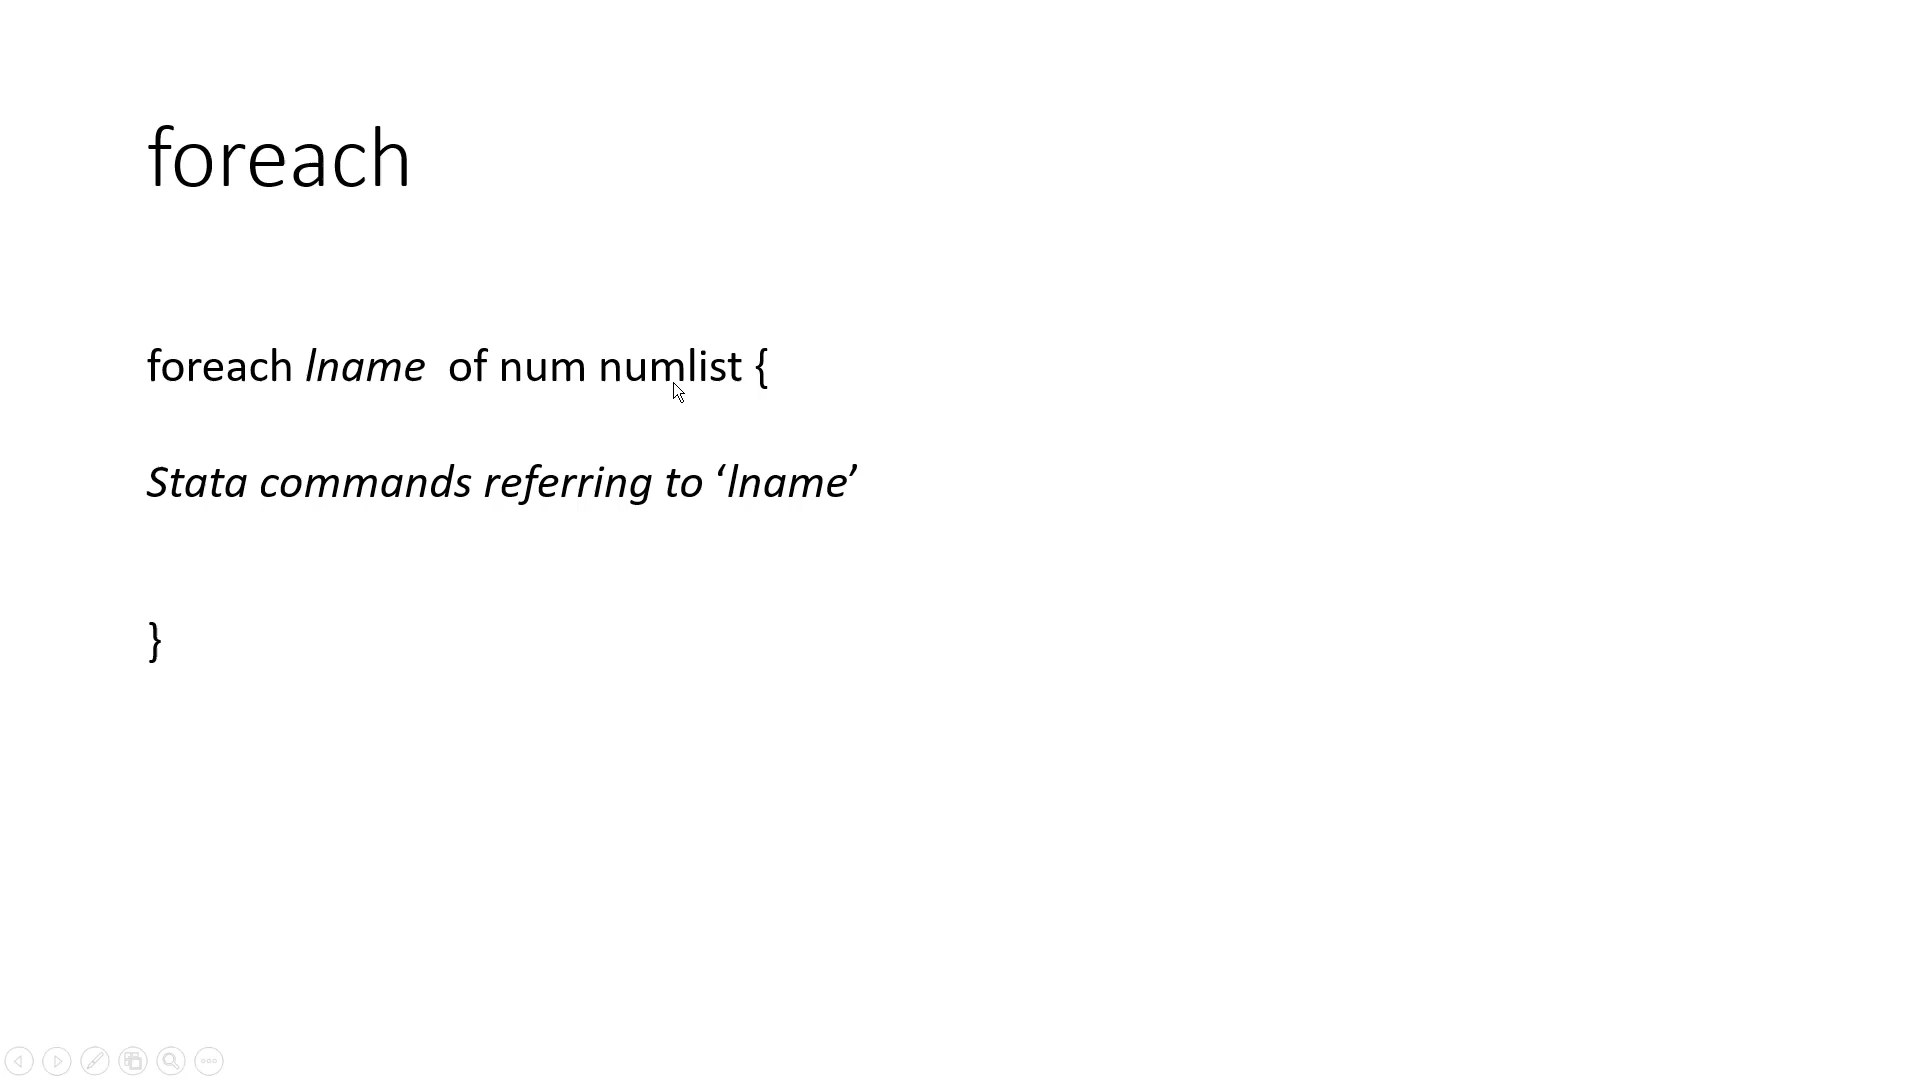 foreach
foreach lname  of num numlist {
Stata commands referring to ‘lname’
}